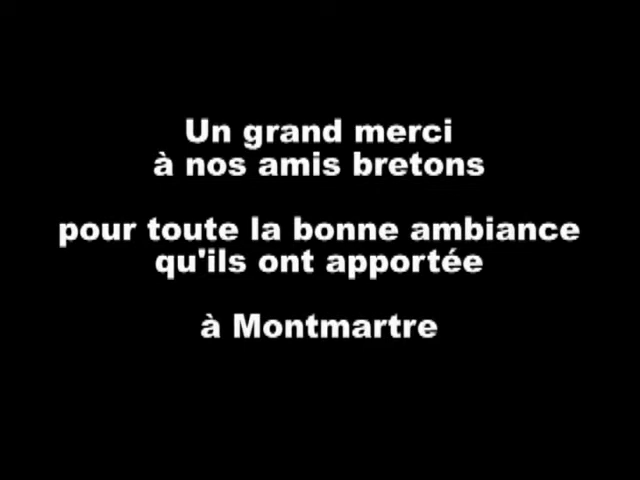 Un grand merci
à nos amis bretons
pour toute la bonne ambiance
qu'ils ont apportée
à Montmartre